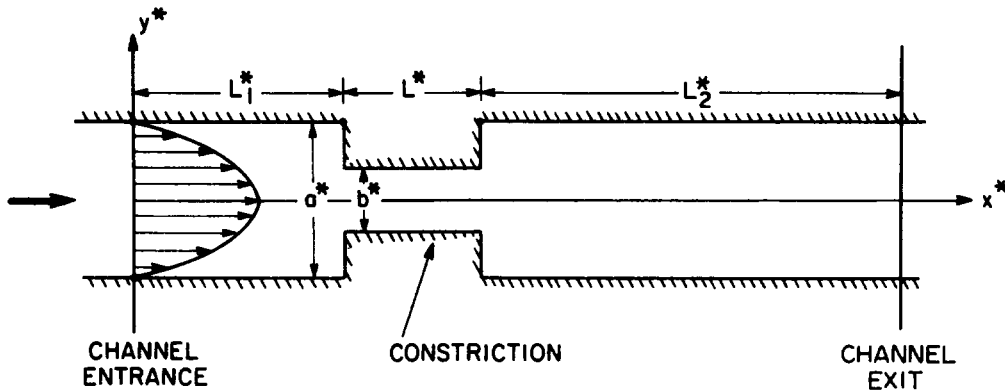 y*
L₁*
L*
L₂*
a*
b*
x*
CHANNEL
ENTRANCE
CONSTRICTION
CHANNEL
EXIT